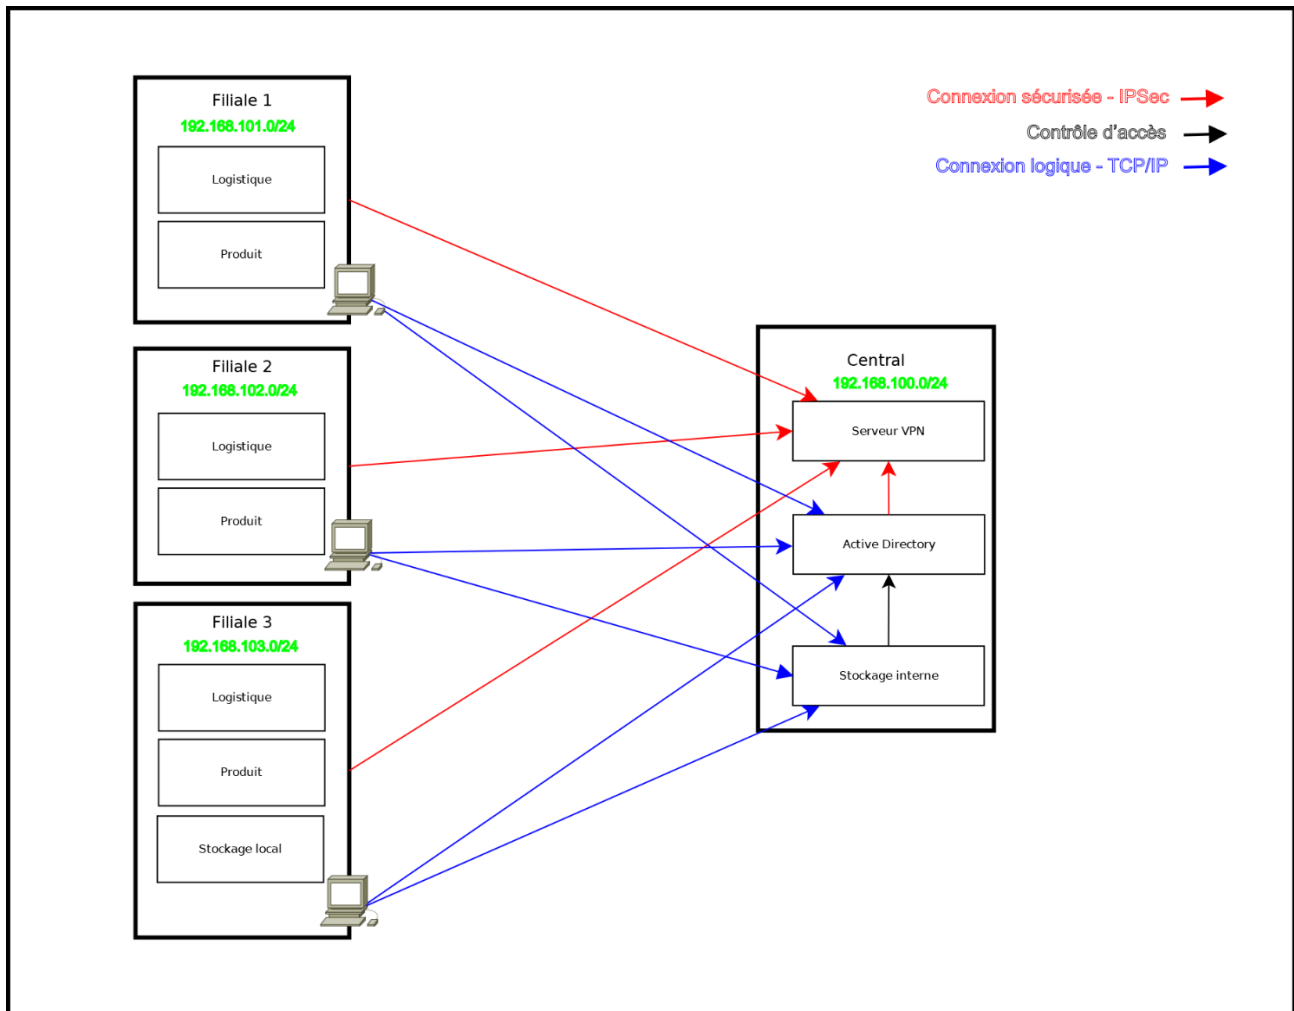 Filiale 1
192.168.101.0/24
Logistique
Produit
Filiale 2
192.168.102.0/24
Logistique
Produit
Filiale 3
192.168.103.0/24
Logistique
Produit
Stockage local
Connexion sécurisée - IPSec
Contrôle d'accès
Connexion logique - TCP/IP
Central
192.168.100.0/24
Serveur VPN
Active Directory
Stockage interne